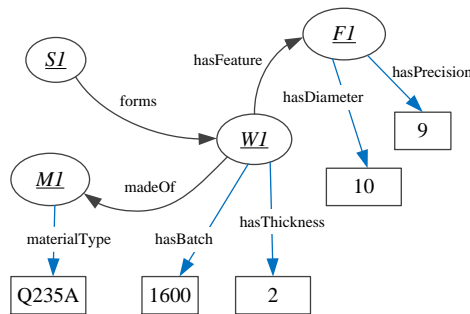 F1
S1
hasFeature
hasPrecision
forms
hasDiameter
9
W1
M1
madeOf
10
hasThickness
materialType
hasBatch
Q235A
1600
2